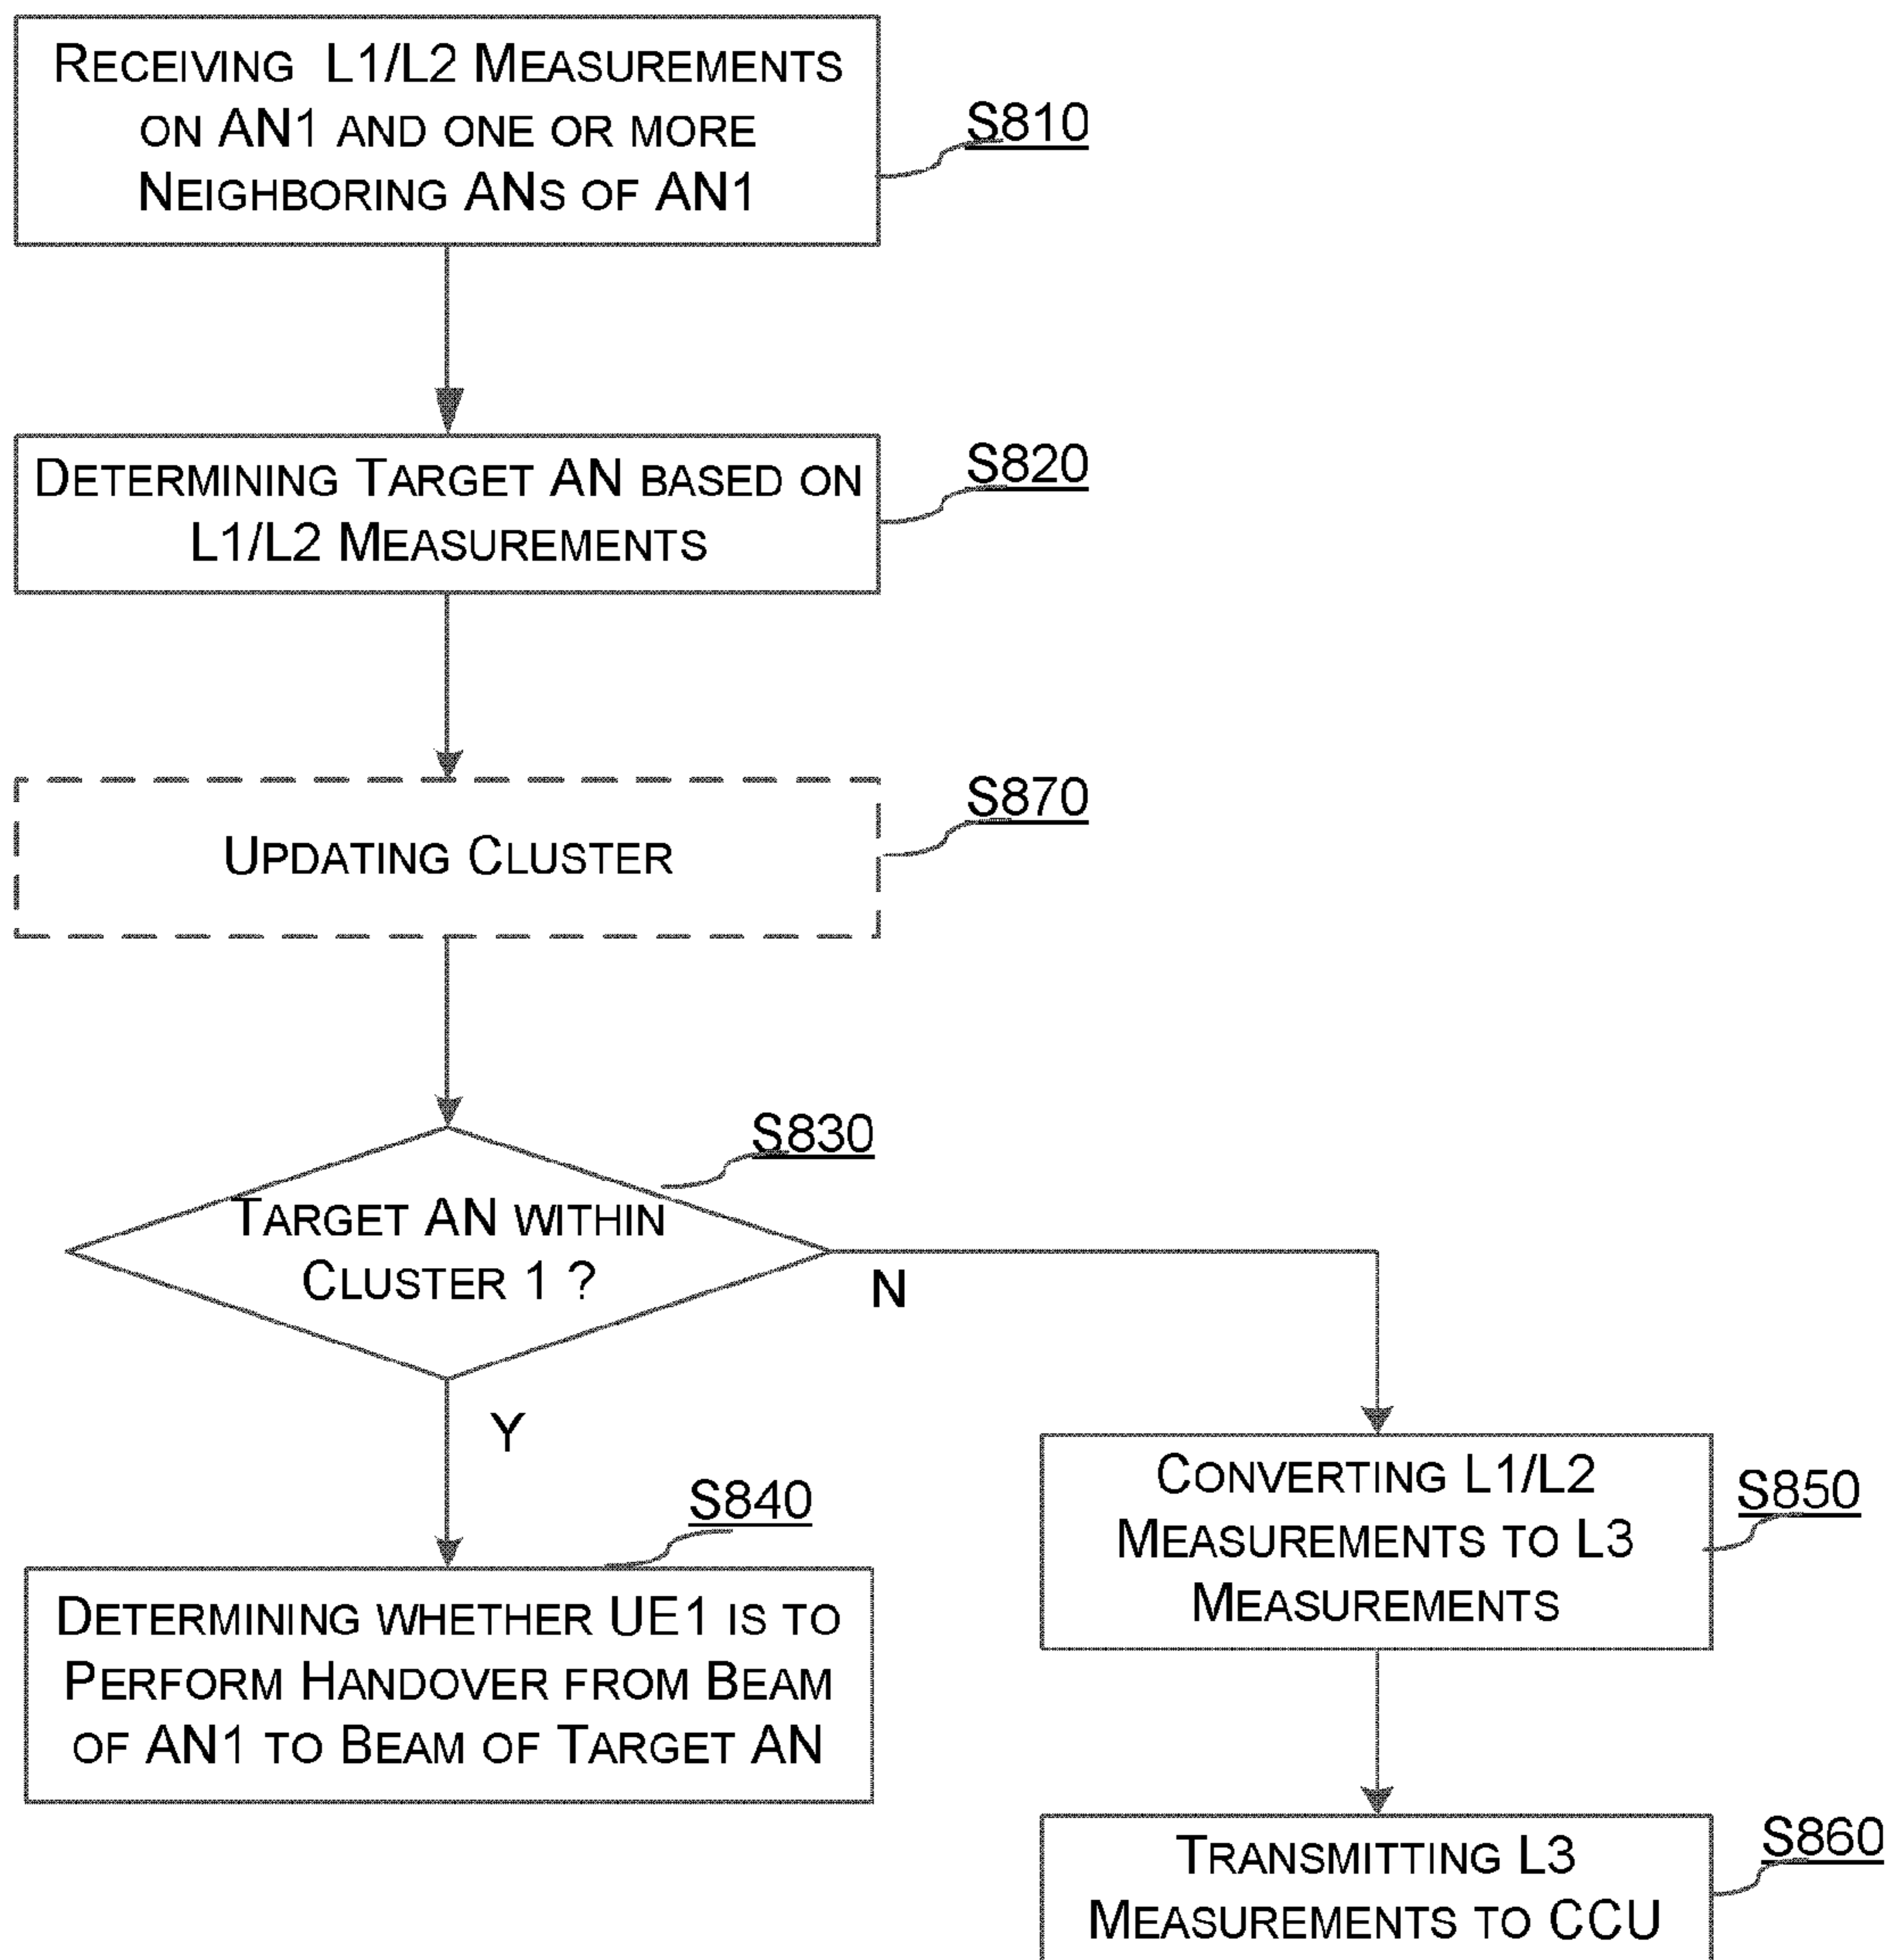 RECEIVING L1/L2 MEASUREMENTS
ON AN1 AND ONE OR MORE
NEIGHBORING ANS OF AN1
S810
DETERMINING TARGET AN BASED ON
L1/L2 MEASUREMENTS
S820
UPDATING CLUSTER
S870
S830
TARGET AN WITHIN
CLUSTER 1 ?
N
Y
S840
DETERMINING WHETHER UE1 IS TO
PERFORM HANDOVER FROM BEAM
OF AN1 TO BEAM OF TARGET AN
CONVERTING L1/L2
MEASUREMENTS TO L3
MEASUREMENTS
S850
TRANSMITTING L3
MEASUREMENTS TO CCU
S860